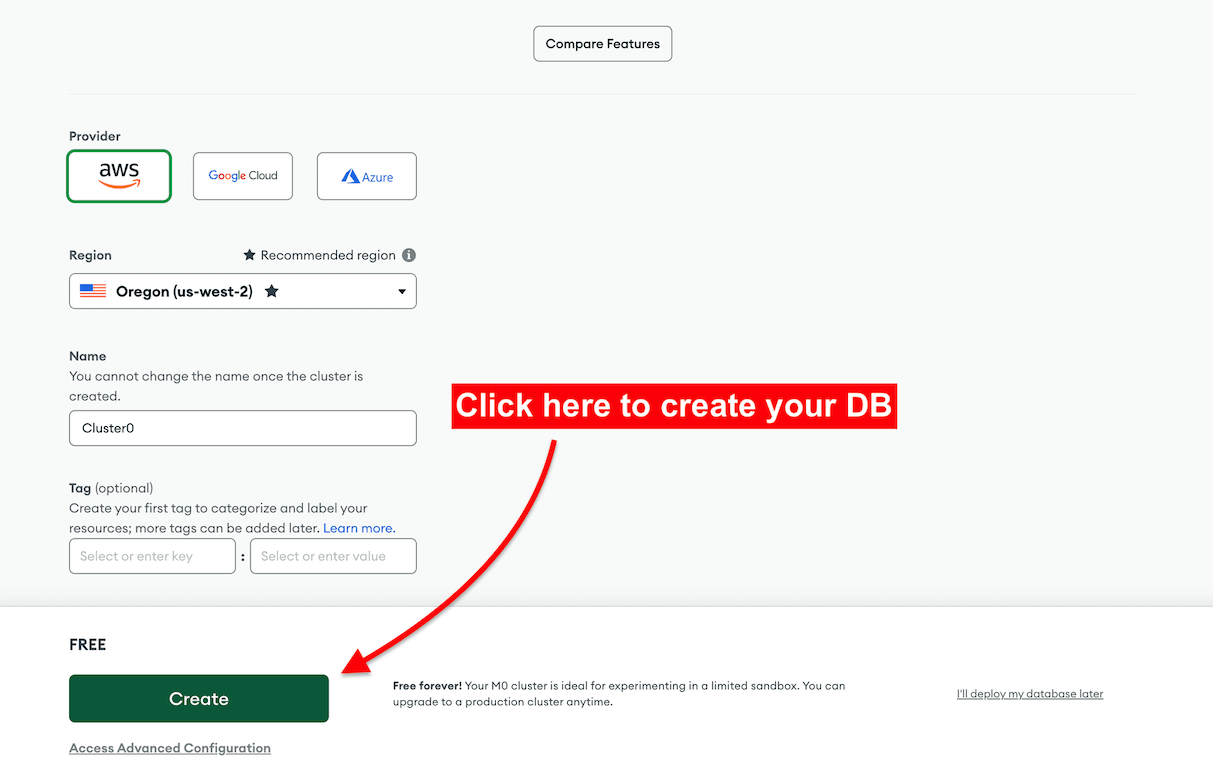 Compare Features
Provider
aws
Google Cloud
Azure
Region
Recommended region
Oregon (us-west-2)
Name
You cannot change the name once the cluster is
created.
Cluster0
Click here to create your DB
Tag (optional)
Create your first tag to categorize and label your
resources; more tags can be added later. Learn more.
Select or enter key : Select or enter value
FREE
Create
Free forever! Your M0 cluster is ideal for experimenting in a limited sandbox. You can
upgrade to a production cluster anytime.
I'll deploy my database later
Access Advanced Configuration